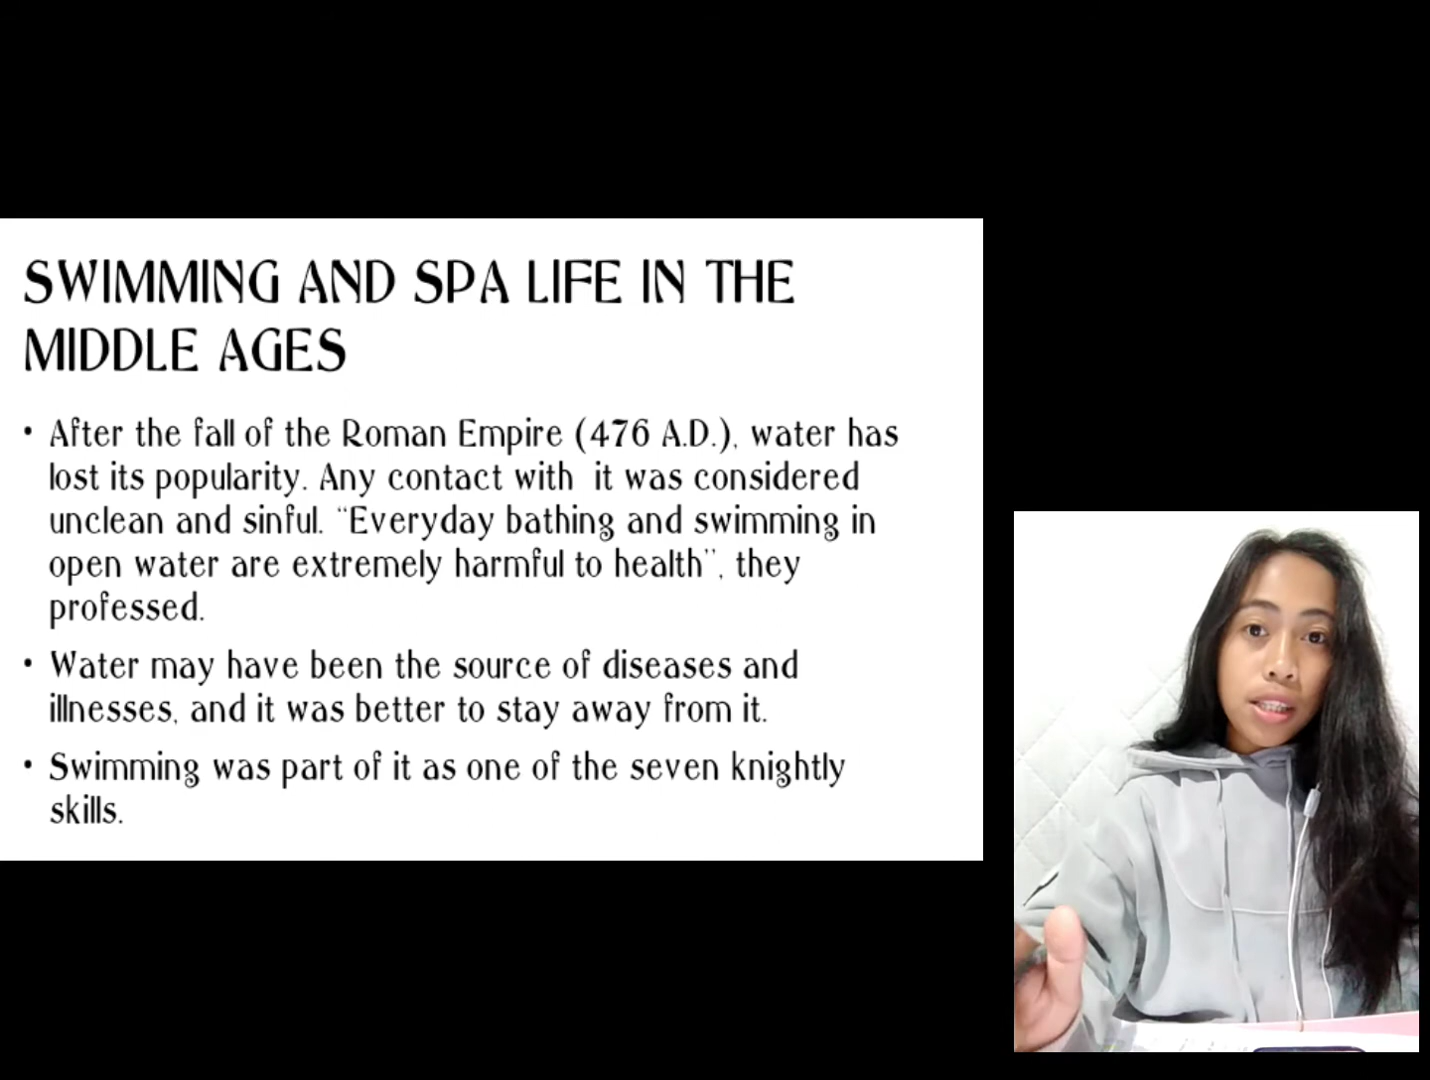 SWIMMING AND SPA LIFE IN THE
MIDDLE AGES
• After the fall of the Roman Empire (476 A.D.), water has
lost its popularity. Any contact with it was considered
unclean and sinful. “Everyday bathing and swimming in
open water are extremely harmful to health”, they
professed.
• Water may have been the source of diseases and
illnesses, and it was better to stay away from it.
• Swimming was part of it as one of the seven knightly
skills.